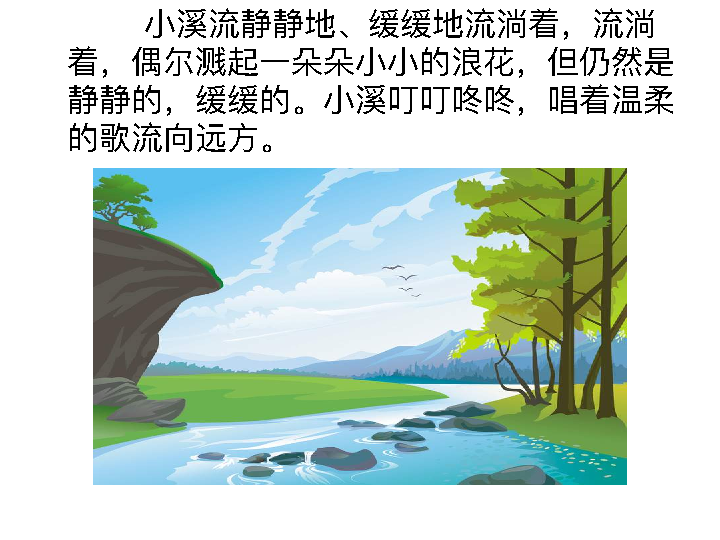 小溪流静静地、缓缓地流淌着，流淌
着，偶尔溅起一朵朵小小的浪花，但仍然是
静静的，缓缓的。小溪叮叮咚咚，唱着温柔
的歌流向远方。